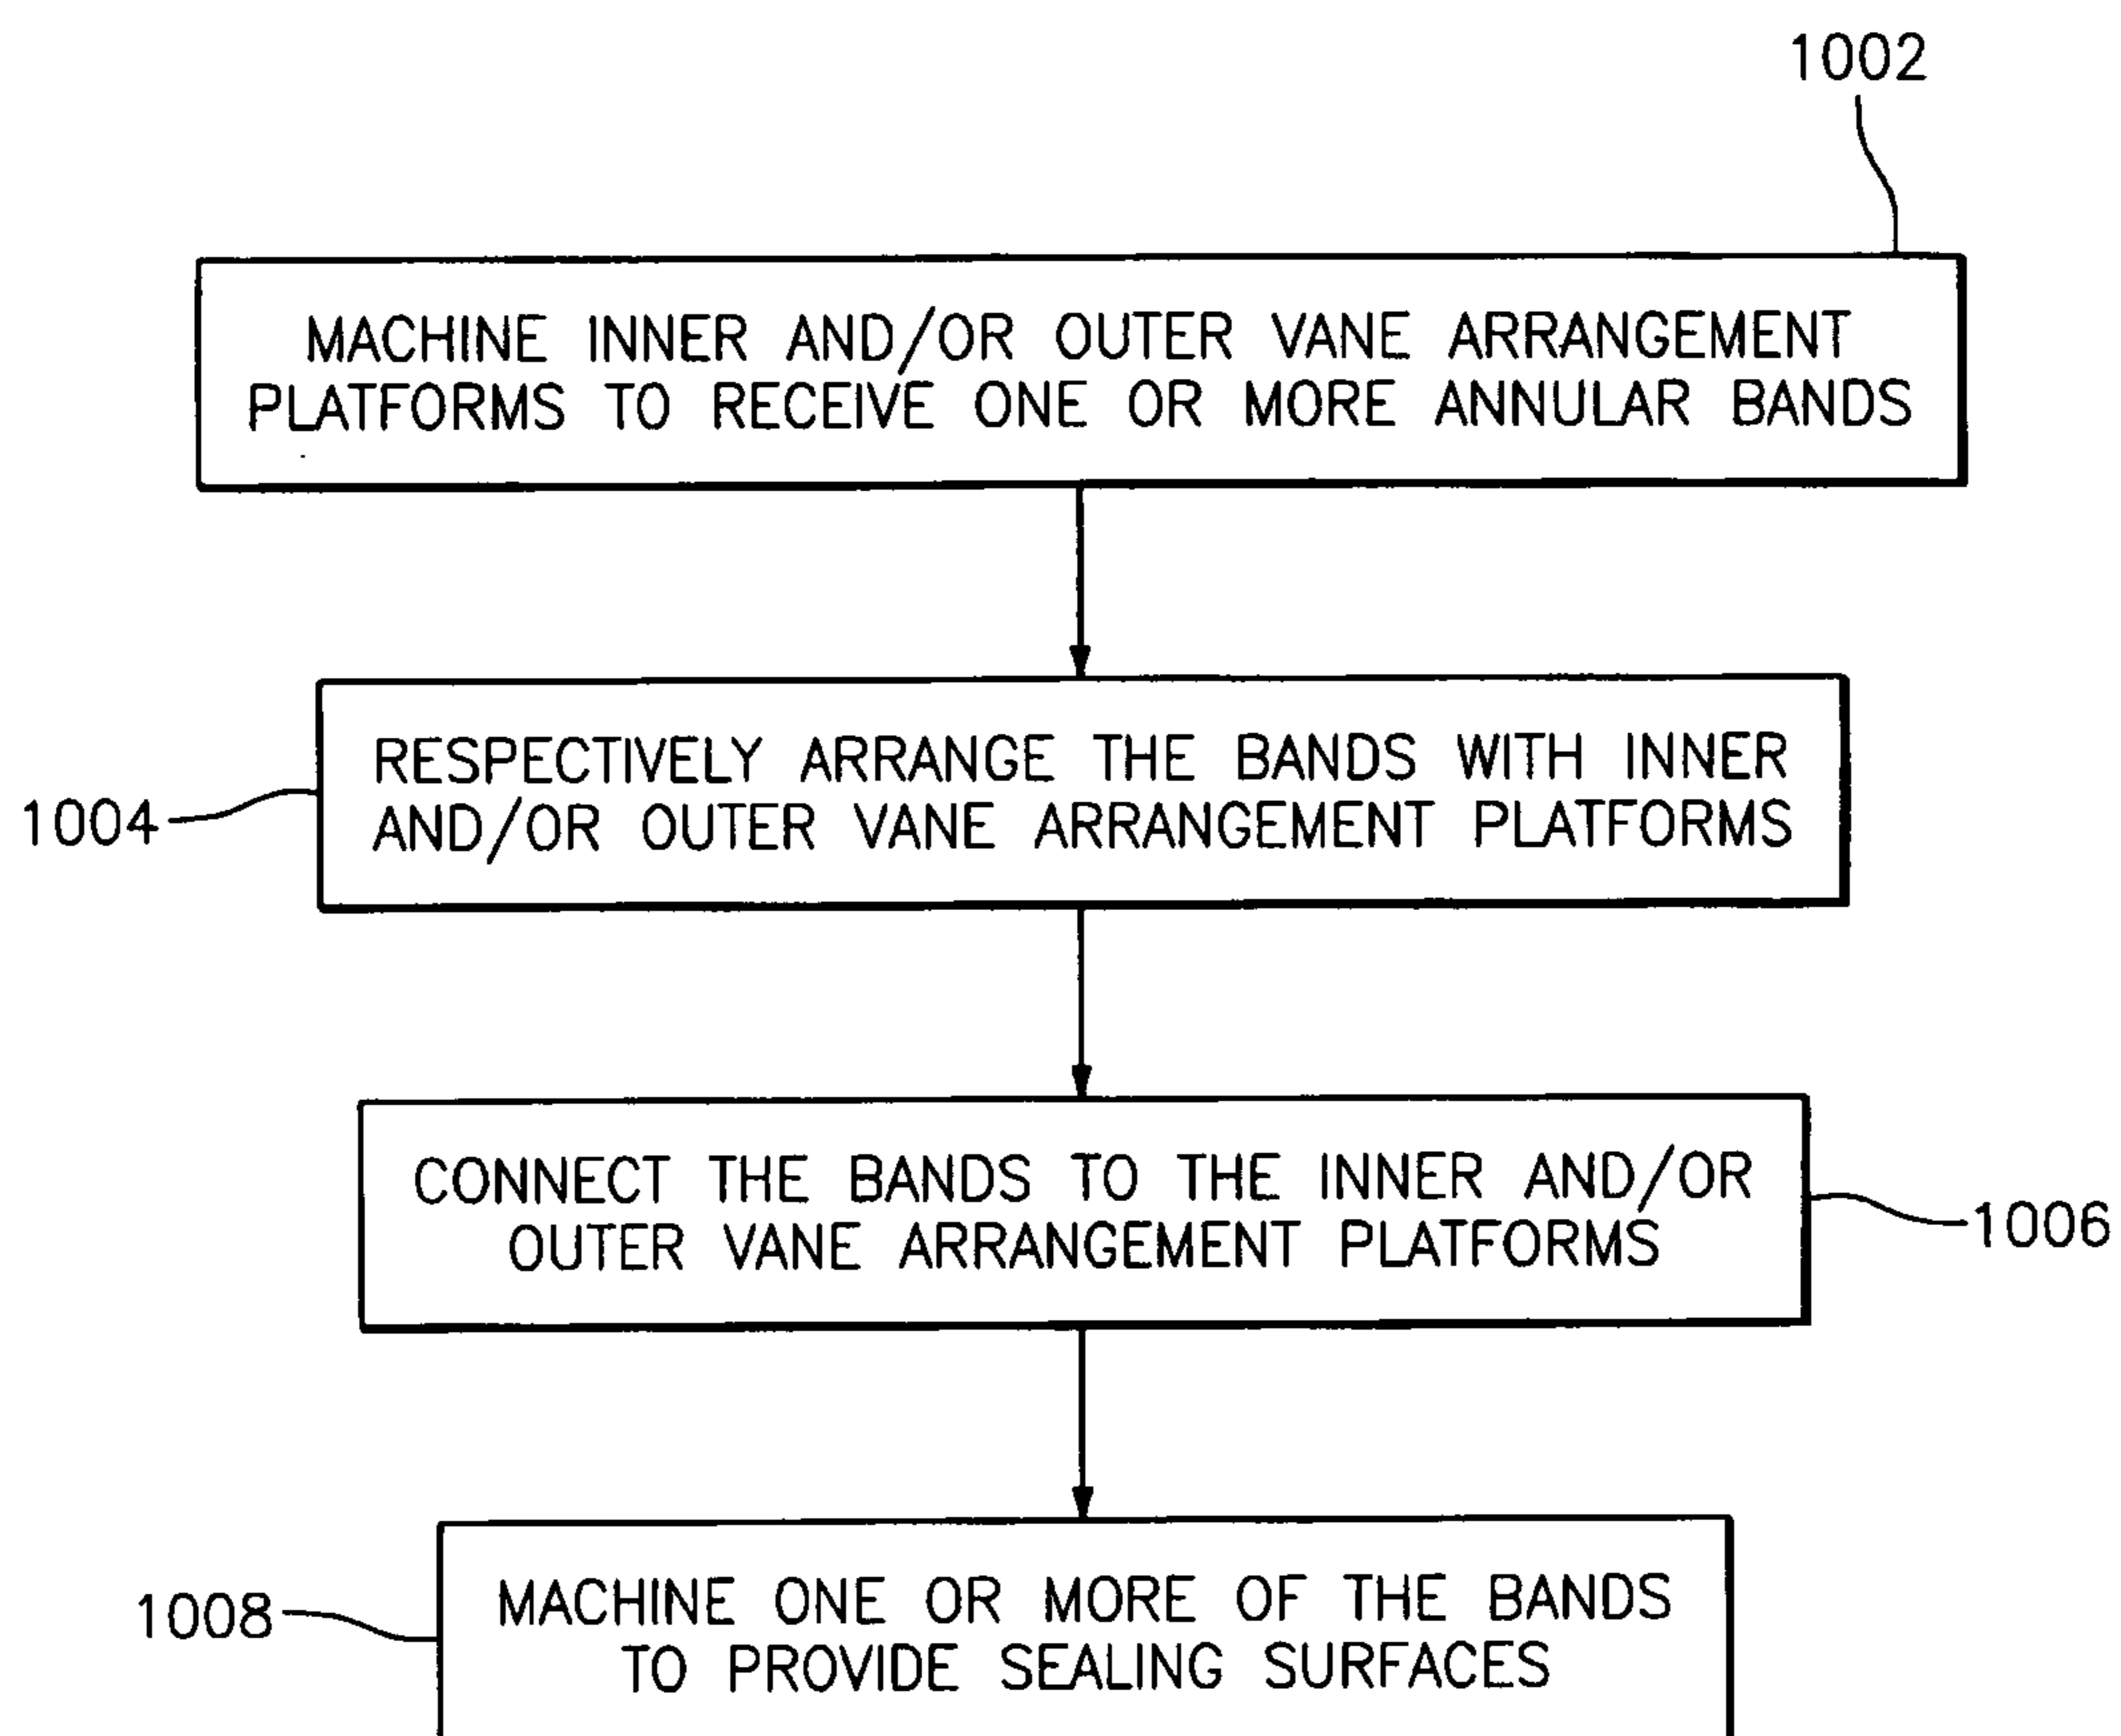 1002
MACHINE INNER AND/OR OUTER VANE ARRANGEMENT
PLATFORMS TO RECEIVE ONE OR MORE ANNULAR BANDS
RESPECTIVELY ARRANGE THE BANDS WITH INNER
AND/OR OUTER VANE ARRANGEMENT PLATFORMS
1004
CONNECT THE BANDS TO THE INNER AND/OR
OUTER VANE ARRANGEMENT PLATFORMS
1006
MACHINE ONE OR MORE OF THE BANDS
TO PROVIDE SEALING SURFACES
1008